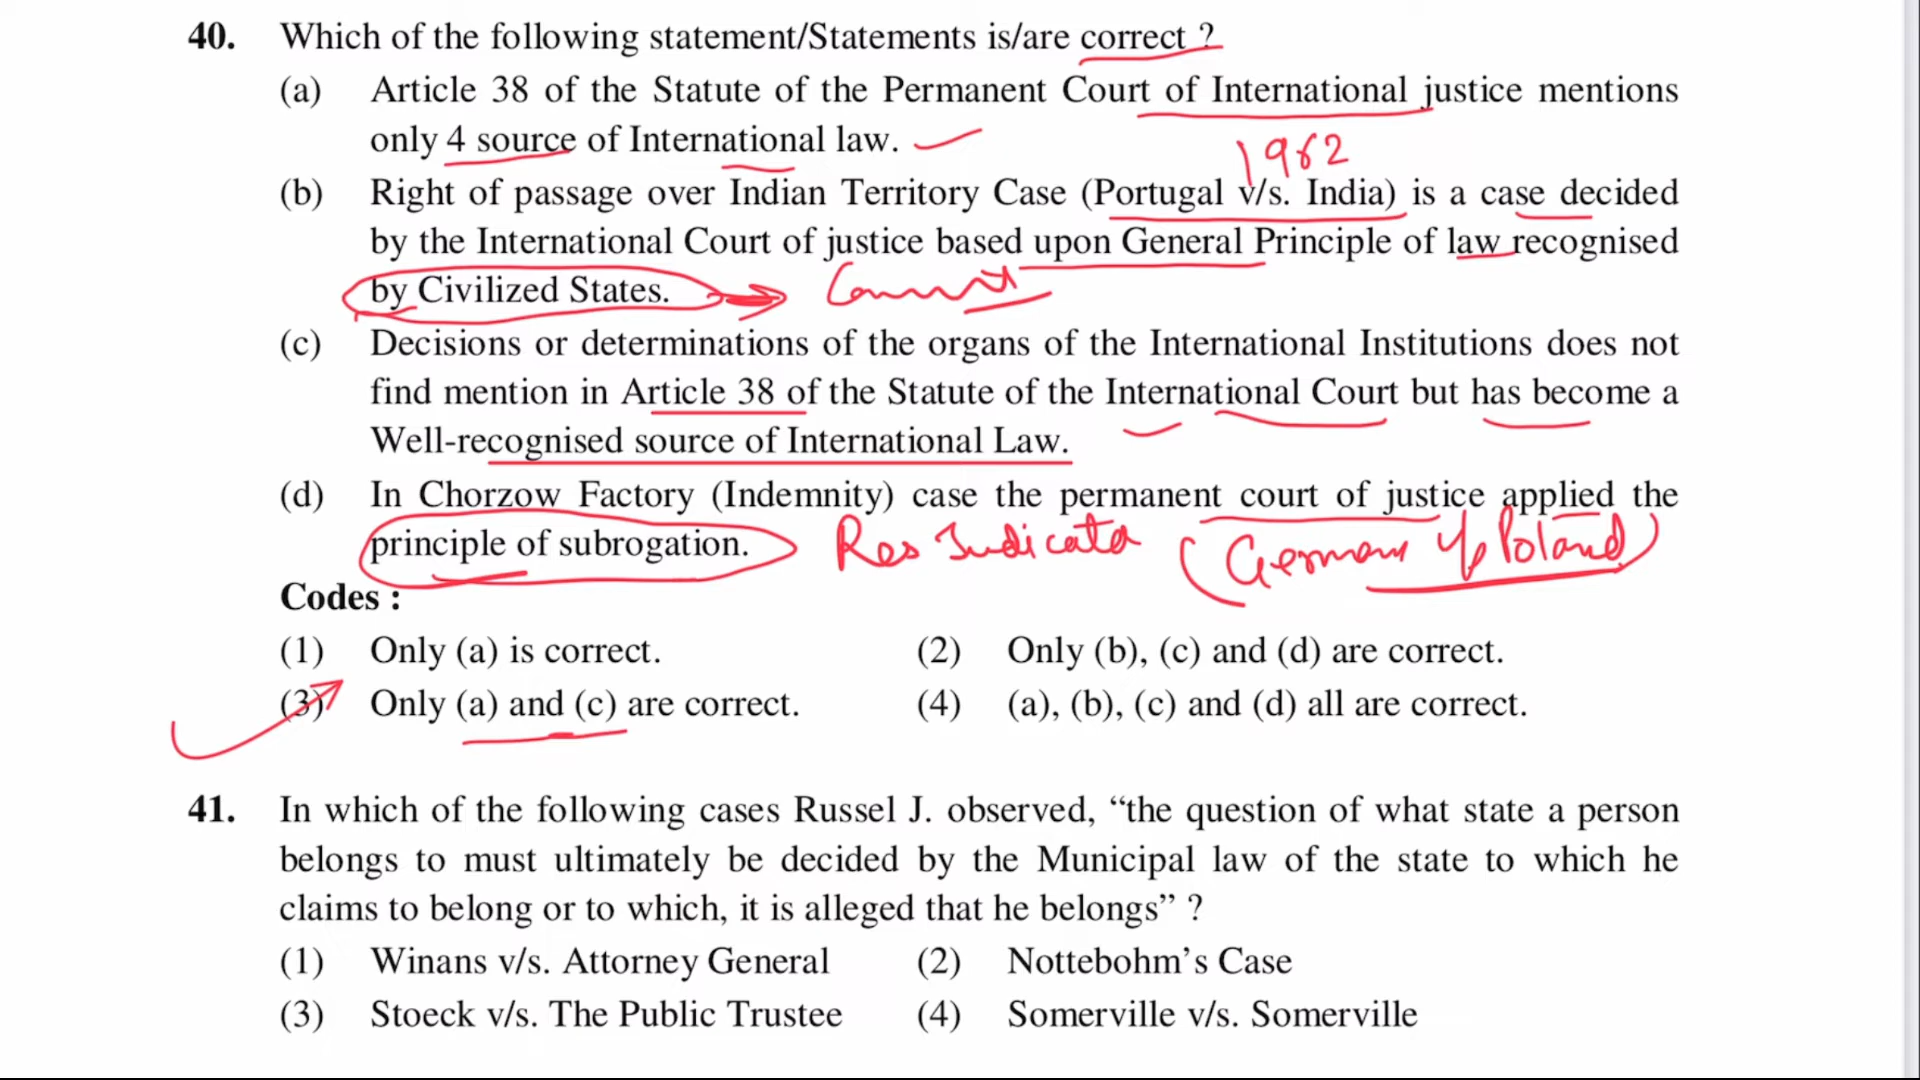 40. Which of the following statement/Statements is/are correct ?
(a) Article 38 of the Statute of the Permanent Court of International justice mentions
only 4 source of International law.
1962
(b) Right of passage over Indian Territory Case (Portugal v/s. India) is a case decided
by the International Court of justice based upon General Principle of law recognised
by Civilized States.
(c) Decisions or determinations of the organs of the International Institutions does not
find mention in Article 38 of the Statute of the International Court but has become a
Well-recognised source of International Law.
(d) In Chorzow Factory (Indemnity) case the permanent court of justice applied the
principle of subrogation. Res Judicata (Germany v/s Poland)
Codes :
(1) Only (a) is correct. (2) Only (b), (c) and (d) are correct.
(3) Only (a) and (c) are correct. (4) (a), (b), (c) and (d) all are correct.
41. In which of the following cases Russel J. observed, “the question of what state a person
belongs to must ultimately be decided by the Municipal law of the state to which he
claims to belong or to which, it is alleged that he belongs” ?
(1) Winans v/s. Attorney General (2) Nottebohm’s Case
(3) Stoeck v/s. The Public Trustee (4) Somerville v/s. Somerville